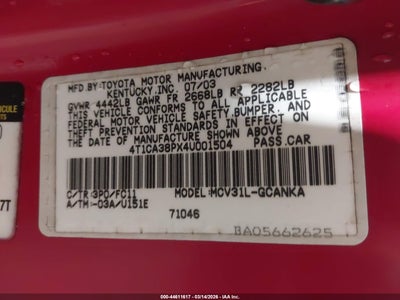 MFD.BY:TOYOTA MOTOR MANUFACTURING.
KENTUCKY.INC. 07/03
GVWR 4442LB GAWR FR 2668LB RR 2282LB
THIS VEHICLE CONFORMS TO ALL APPLICABLE
FEDERAL MOTOR VEHICLE SAFETY,BUMPER, AND
THEFT PREVENTION STANDARDS IN EFFECT ON
THE DATE OF MANUFACTURE SHOWN ABOVE.
4T1CA38PX4U001504 PASS.CAR
C/TR:3P0/FC11 MODEL:MCV31L-GCANKA
A/TM:-03A/U151E
71046
BA05662625
7T
000-44611617 - 03/14/2026 - IAA